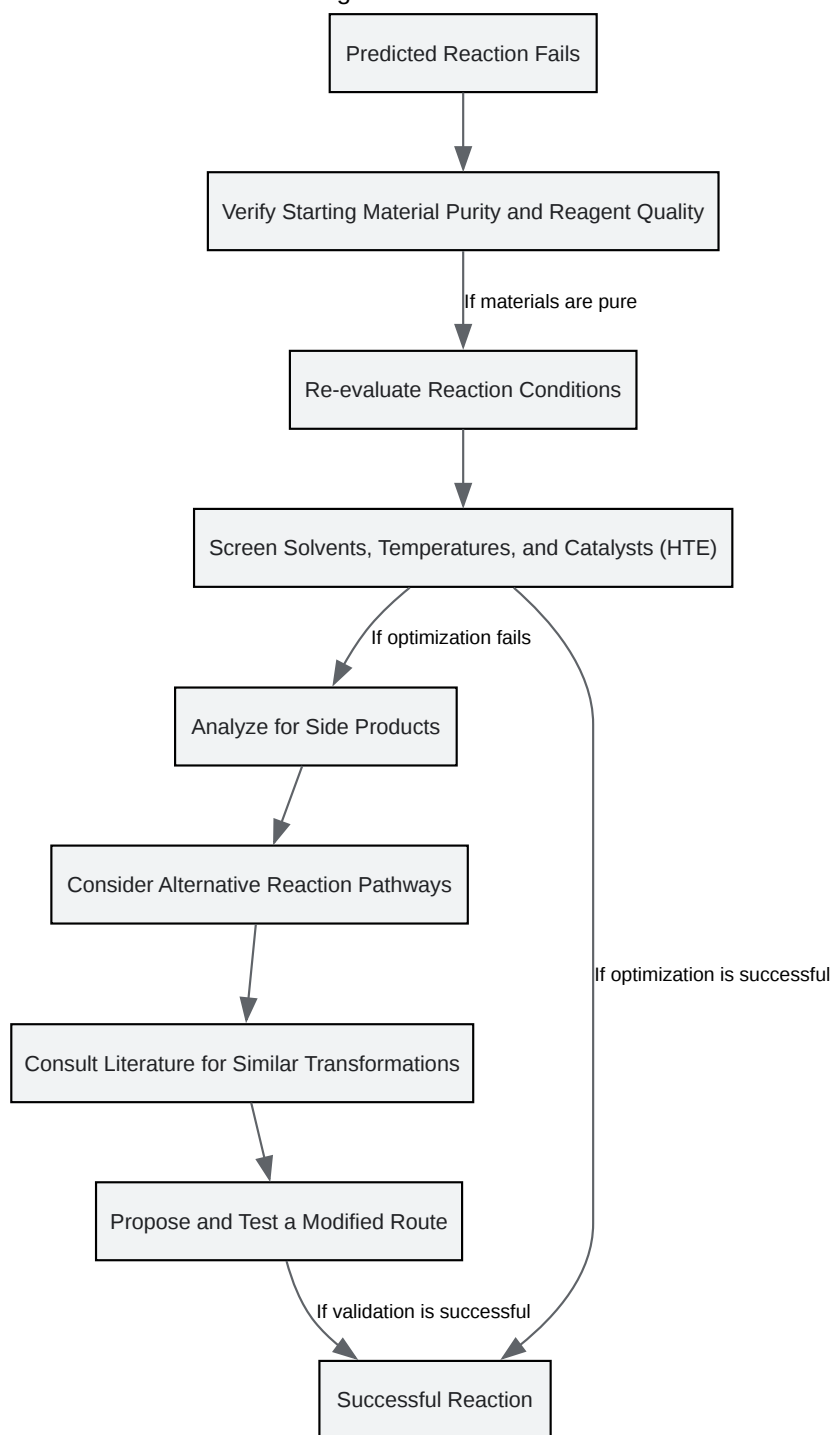 Predicted Reaction Fails
Verify Starting Material Purity and Reagent Quality
If materials are pure
Re-evaluate Reaction Conditions
Screen Solvents, Temperatures, and Catalysts (HTE)
If optimization fails
Analyze for Side Products
Consider Alternative Reaction Pathways
If optimization is successful
Consult Literature for Similar Transformations
Propose and Test a Modified Route
If validation is successful
Successful Reaction